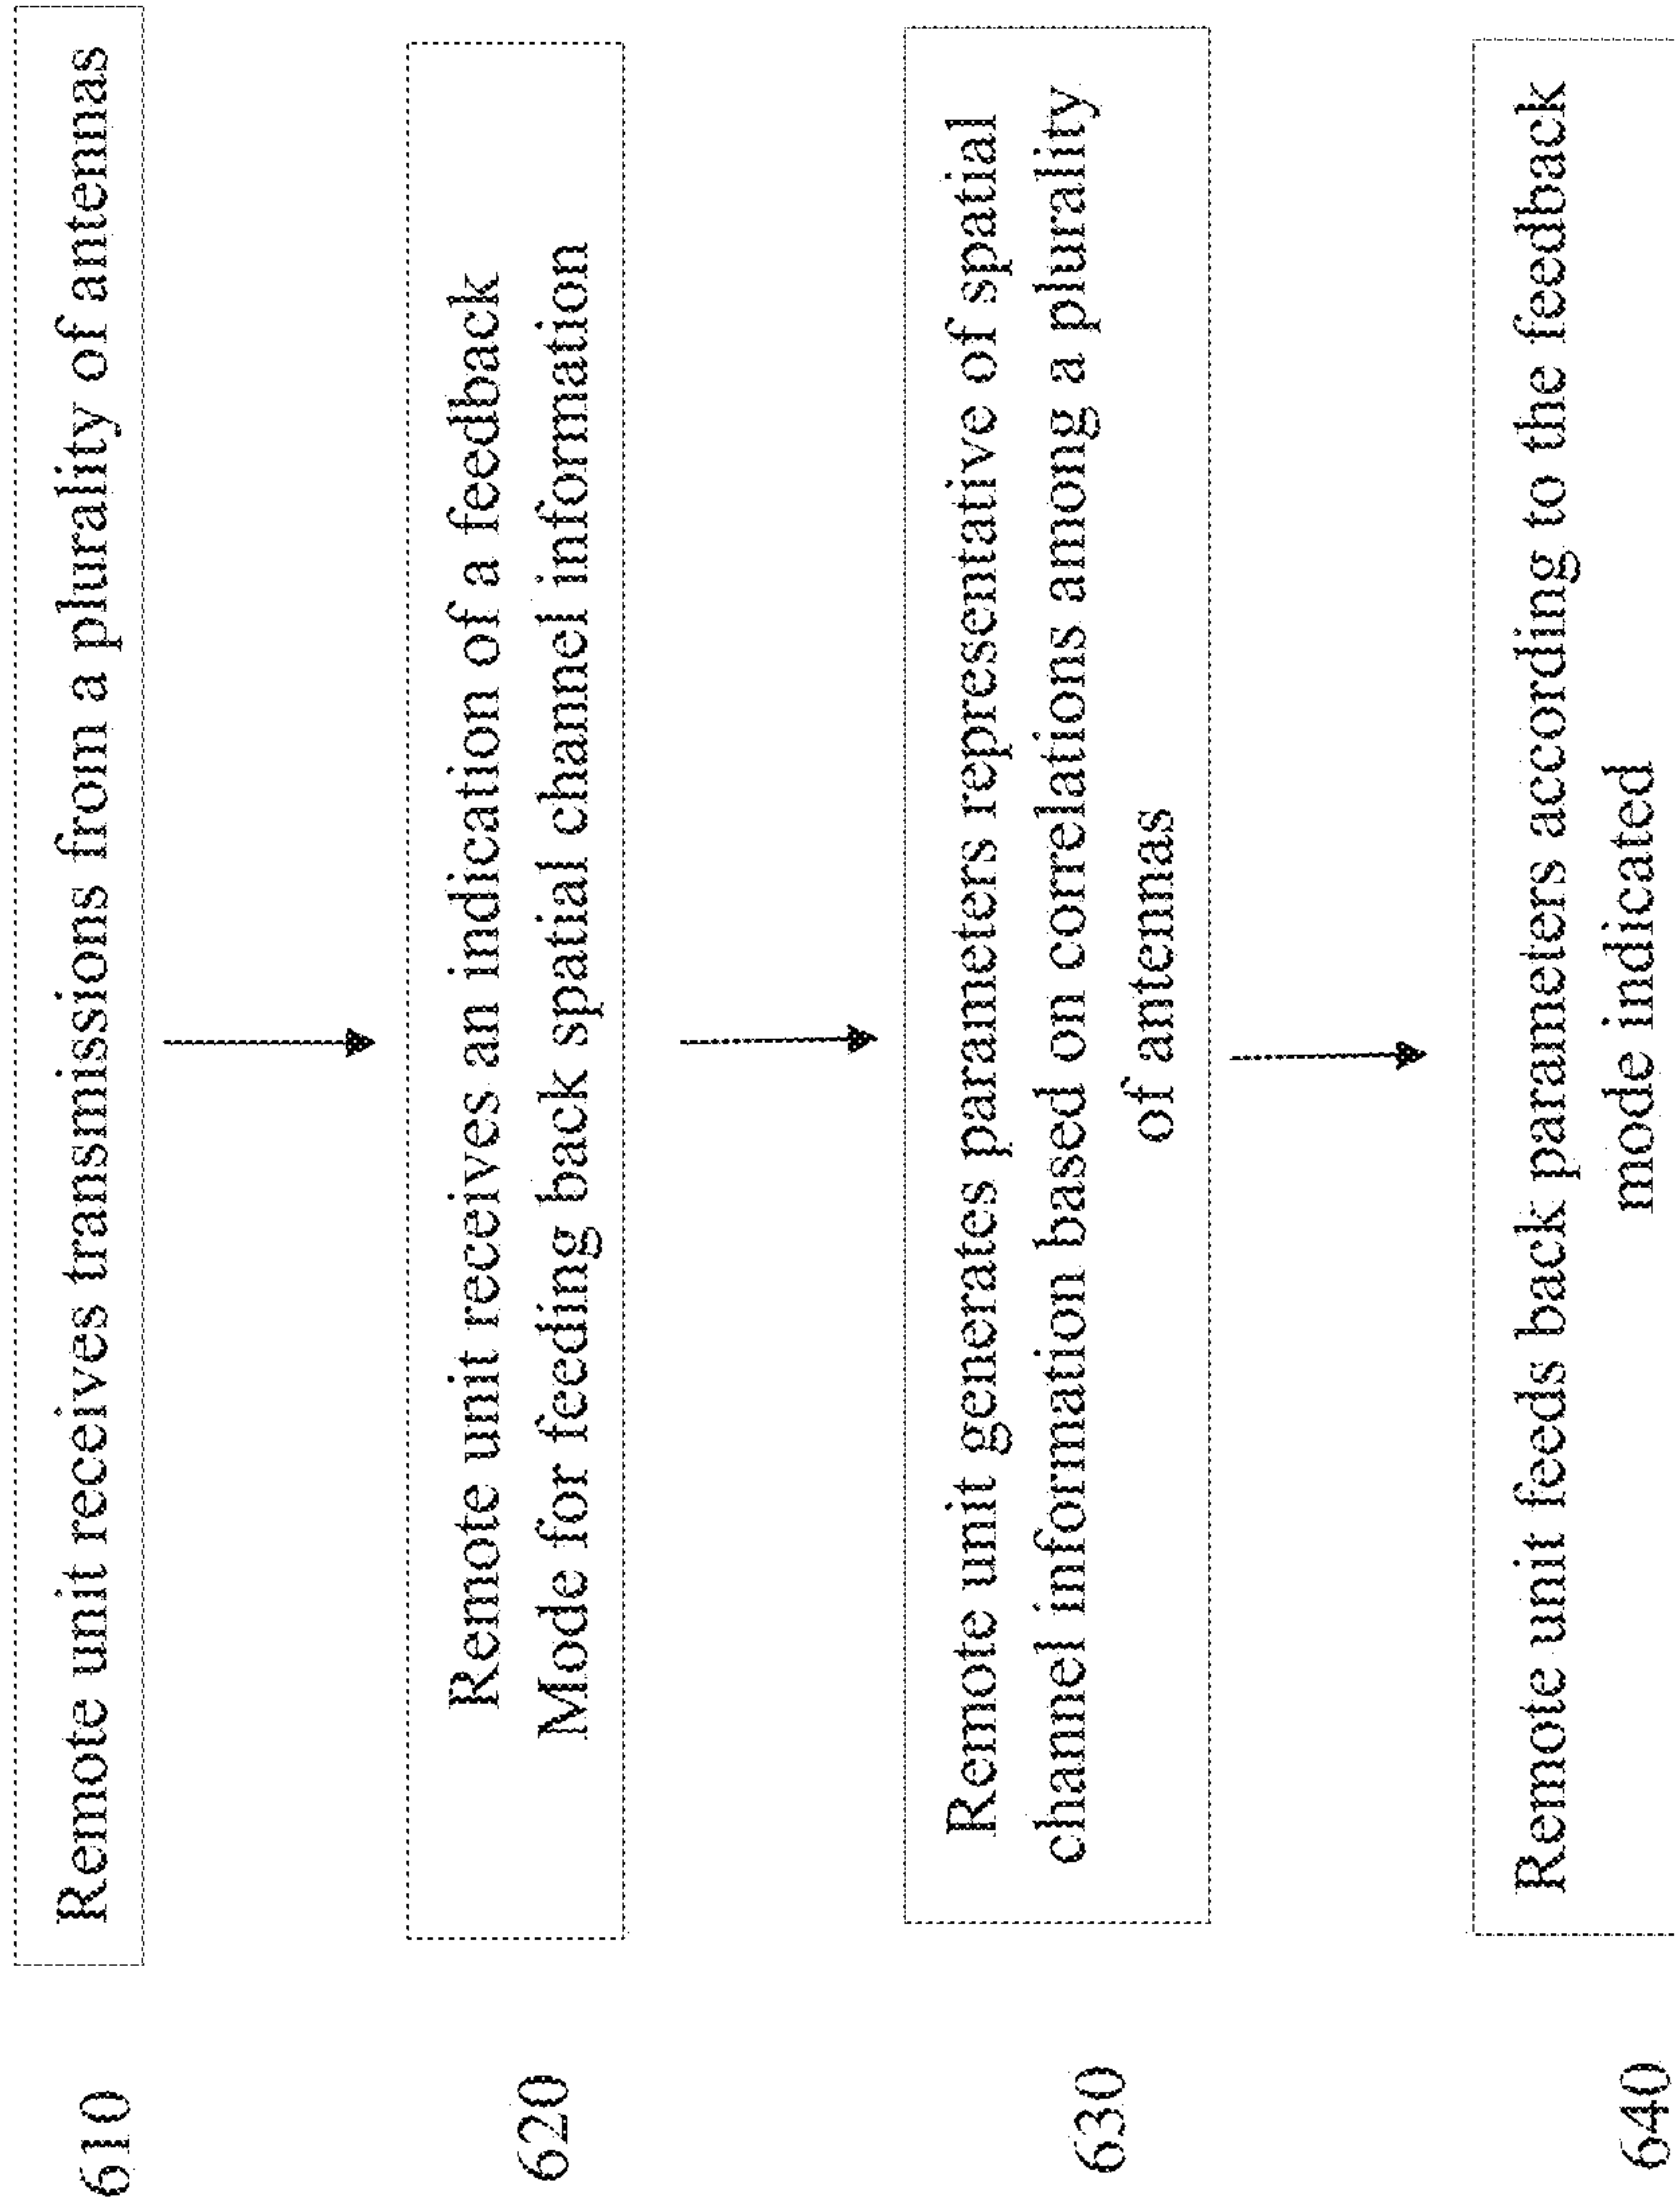 610
Remote unit receives transmissions from a plurality of antennas
620
Remote unit receives an indication of a feedback
Mode for feeding back spatial channel information
630
Remote unit generates parameters representative of spatial
channel information based on correlations among a plurality
of antennas
640
Remote unit feeds back parameters according to the feedback
mode indicated